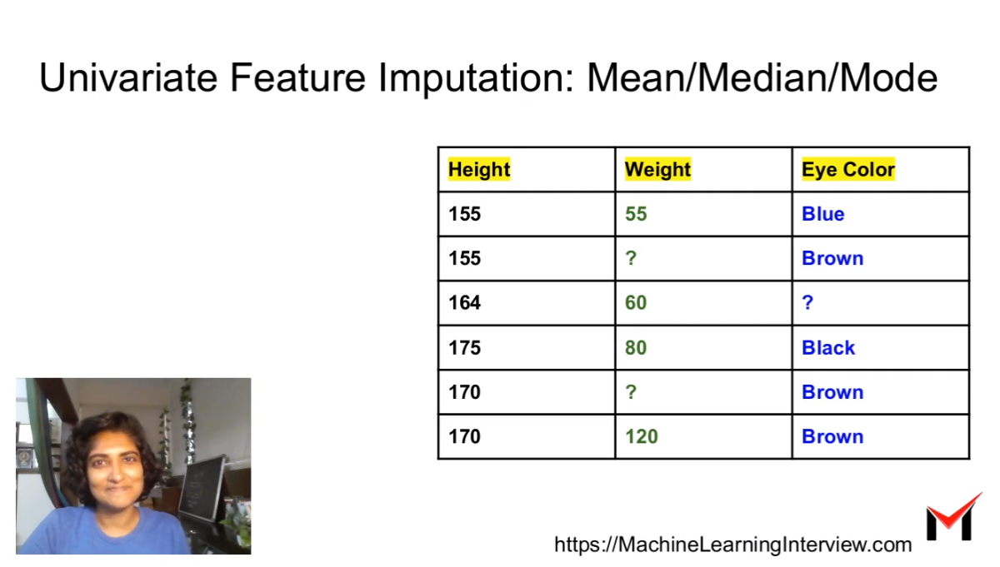 Univariate Feature Imputation: Mean/Median/Mode
Height Weight Eye Color
155 55 Blue
155 ? Brown
164 60 ?
175 80 Black
170 ? Brown
170 120 Brown
https://MachineLearningInterview.com